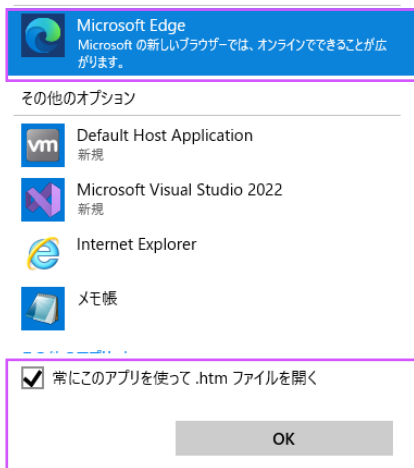 Microsoft Edge
Microsoft の新しいブラウザーでは、オンラインでできることが広
がります。
その他のオプション
vm
Default Host Application
新規
Microsoft Visual Studio 2022
新規
Internet Explorer
メモ帳
常にこのアプリを使って .htm ファイルを開く
OK